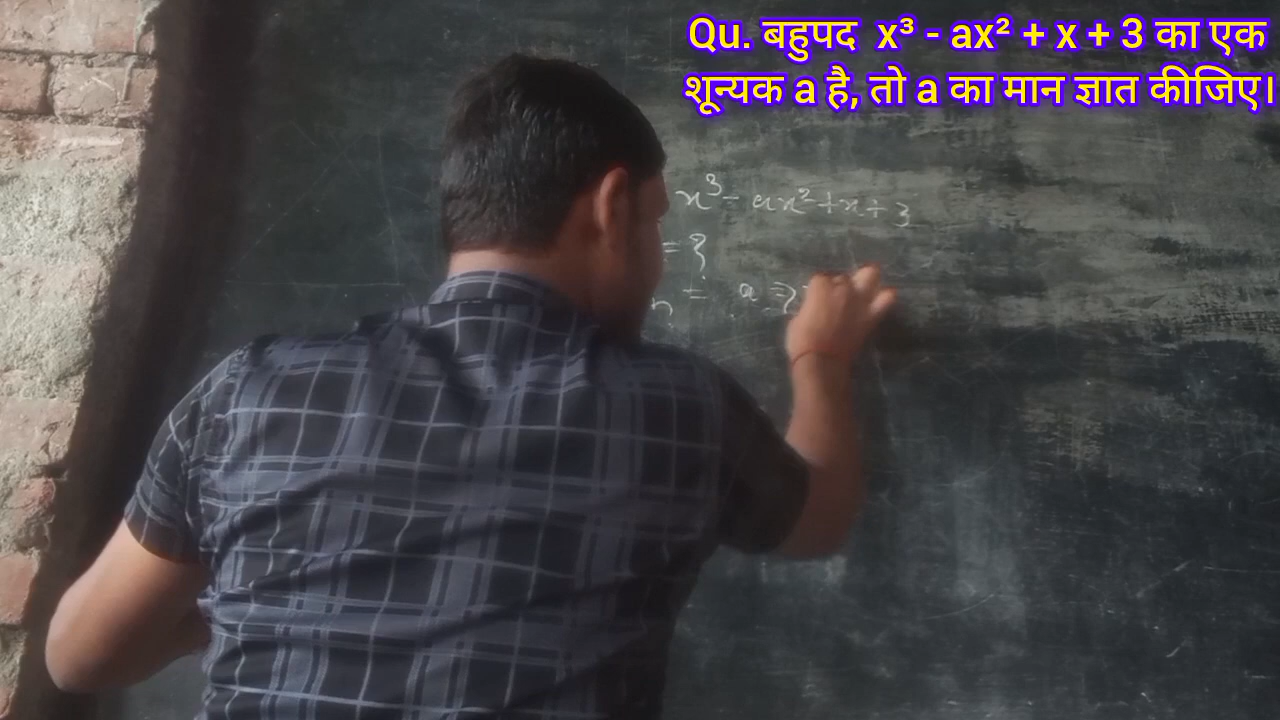 Qu. बहुपद x³ - ax² + x + 3 का एक
शून्यक a है, तो a का मान ज्ञात कीजिए।
x³ - ax² + x + 3
= ?
= a ⇒